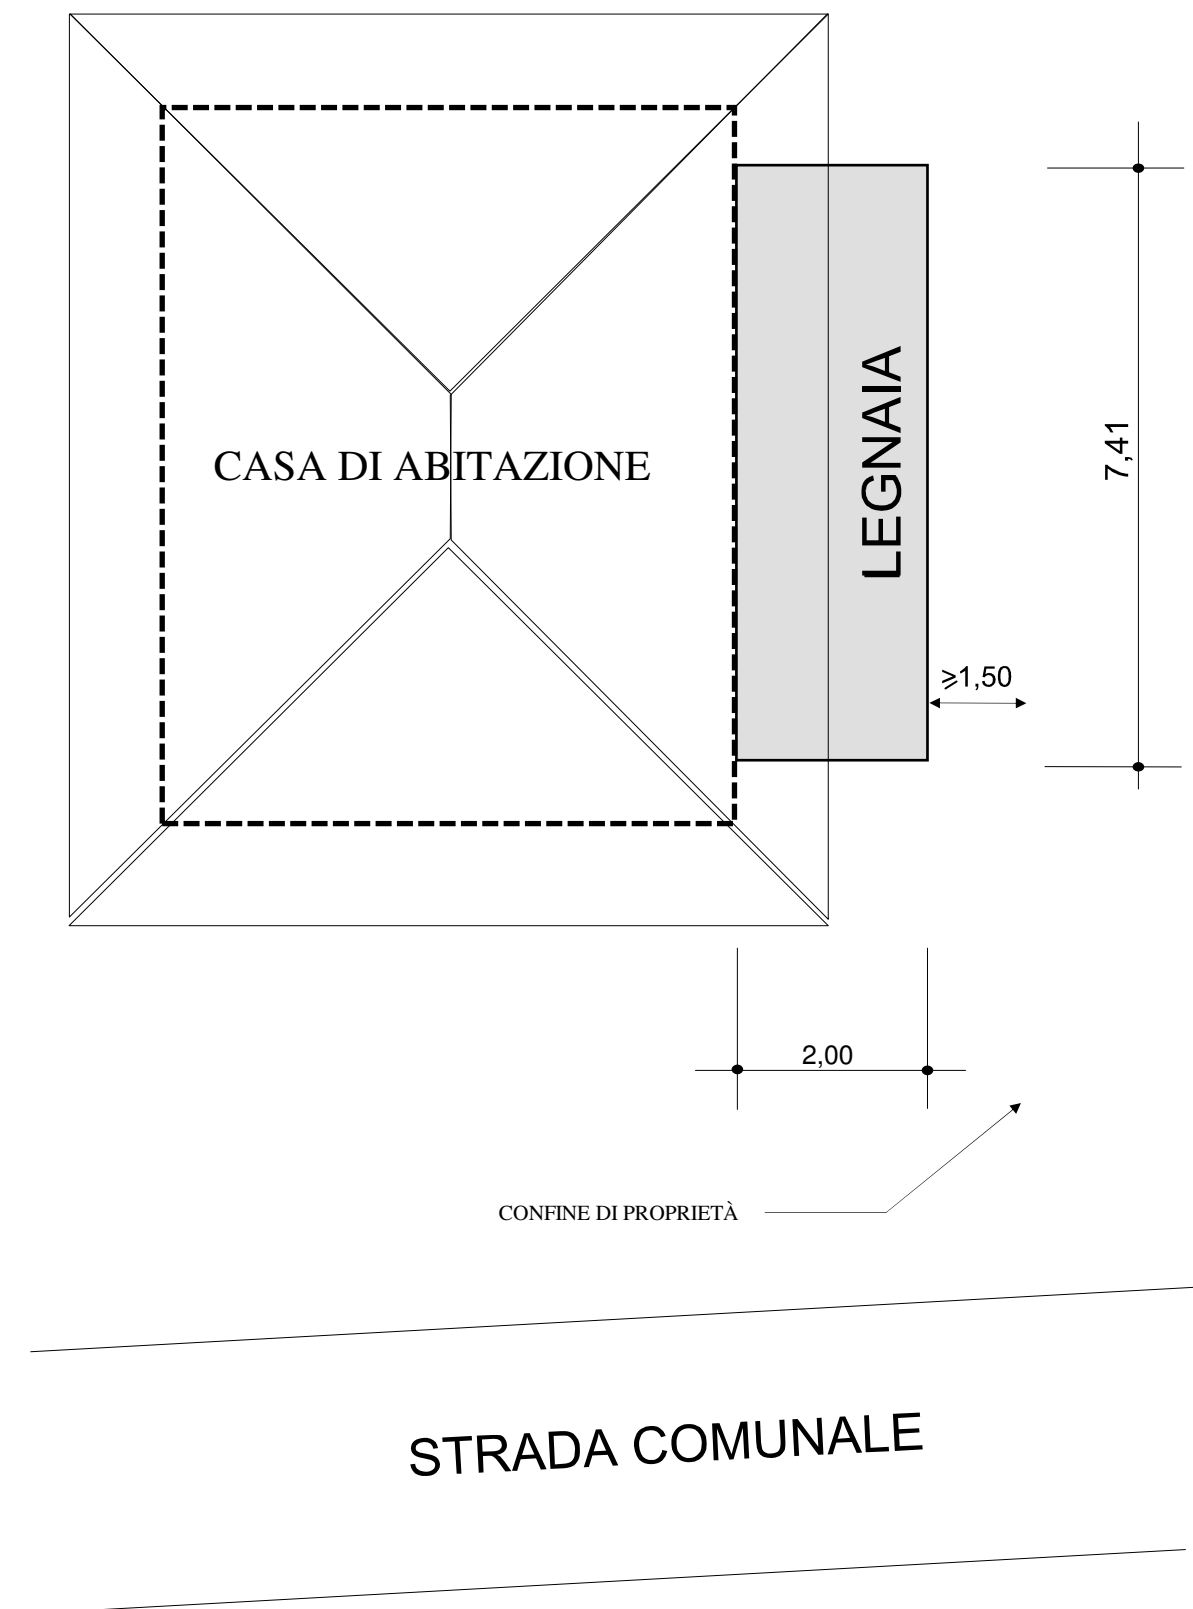 CASA DI ABITAZIONE
LEGNAIA
7,41
⩾1,50
2,00
CONFINE DI PROPRIETÀ
STRADA COMUNALE